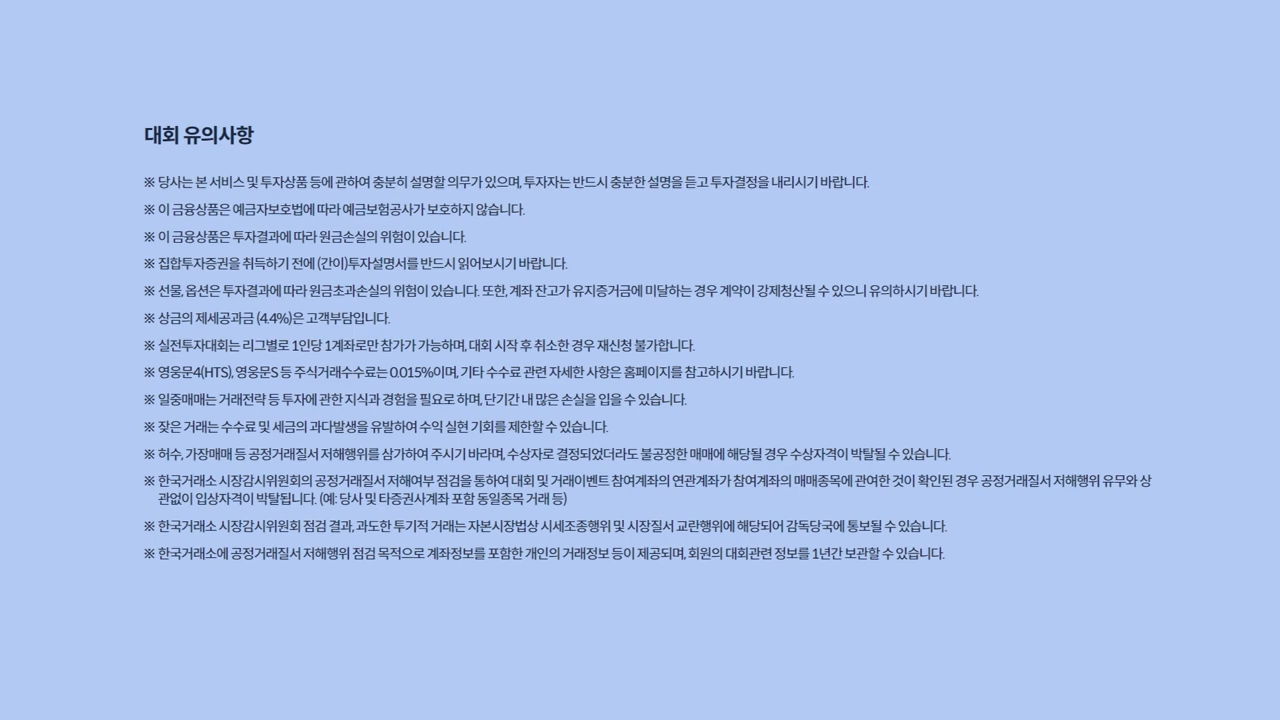 대회 유의사항
※ 당사는 본 서비스 및 투자상품 등에 관하여 충분히 설명할 의무가 있으며, 투자자는 반드시 충분한 설명을 듣고 투자결정을 내리시기 바랍니다.
※ 이 금융상품은 예금자보호법에 따라 예금보험공사가 보호하지 않습니다.
※ 이 금융상품은 투자결과에 따라 원금손실의 위험이 있습니다.
※ 집합투자증권을 취득하기 전에 (간이)투자설명서를 반드시 읽어보시기 바랍니다.
※ 선물, 옵션은 투자결과에 따라 원금초과손실의 위험이 있습니다. 또한, 계좌 잔고가 유지증거금에 미달하는 경우 계약이 강제청산될 수 있으니 유의하시기 바랍니다.
※ 상금의 제세공과금 (4.4%)은 고객부담입니다.
※ 실전투자대회는 리그별로 1인당 1계좌로만 참가가 가능하며, 대회 시작 후 취소한 경우 재신청 불가합니다.
※ 영웅문4(HTS), 영웅문S 등 주식거래수수료는 0.015%이며, 기타 수수료 관련 자세한 사항은 홈페이지를 참고하시기 바랍니다.
※ 일중매매는 거래전략 등 투자에 관한 지식과 경험을 필요로 하며, 단기간 내 많은 손실을 입을 수 있습니다.
※ 잦은 거래는 수수료 및 세금의 과다발생을 유발하여 수익 실현 기회를 제한할 수 있습니다.
※ 허수, 가장매매 등 공정거래질서 저해행위를 삼가하여 주시기 바라며, 수상자로 결정되었더라도 불공정한 매매에 해당될 경우 수상자격이 박탈될 수 있습니다.
※ 한국거래소 시장감시위원회의 공정거래질서 저해여부 점검을 통하여 대회 및 거래이벤트 참여계좌의 연관계좌가 참여계좌의 매매종목에 관여한 것이 확인된 경우 공정거래질서 저해행위 유무와 상
관없이 입상자격이 박탈됩니다. (예: 당사 및 타증권사계좌 포함 동일종목 거래 등)
※ 한국거래소 시장감시위원회 점검 결과, 과도한 투기적 거래는 자본시장법상 시세조종행위 및 시장질서 교란행위에 해당되어 감독당국에 통보될 수 있습니다.
※ 한국거래소에 공정거래질서 저해행위 점검 목적으로 계좌정보를 포함한 개인의 거래정보 등이 제공되며, 회원의 대회관련 정보를 1년간 보관할 수 있습니다.